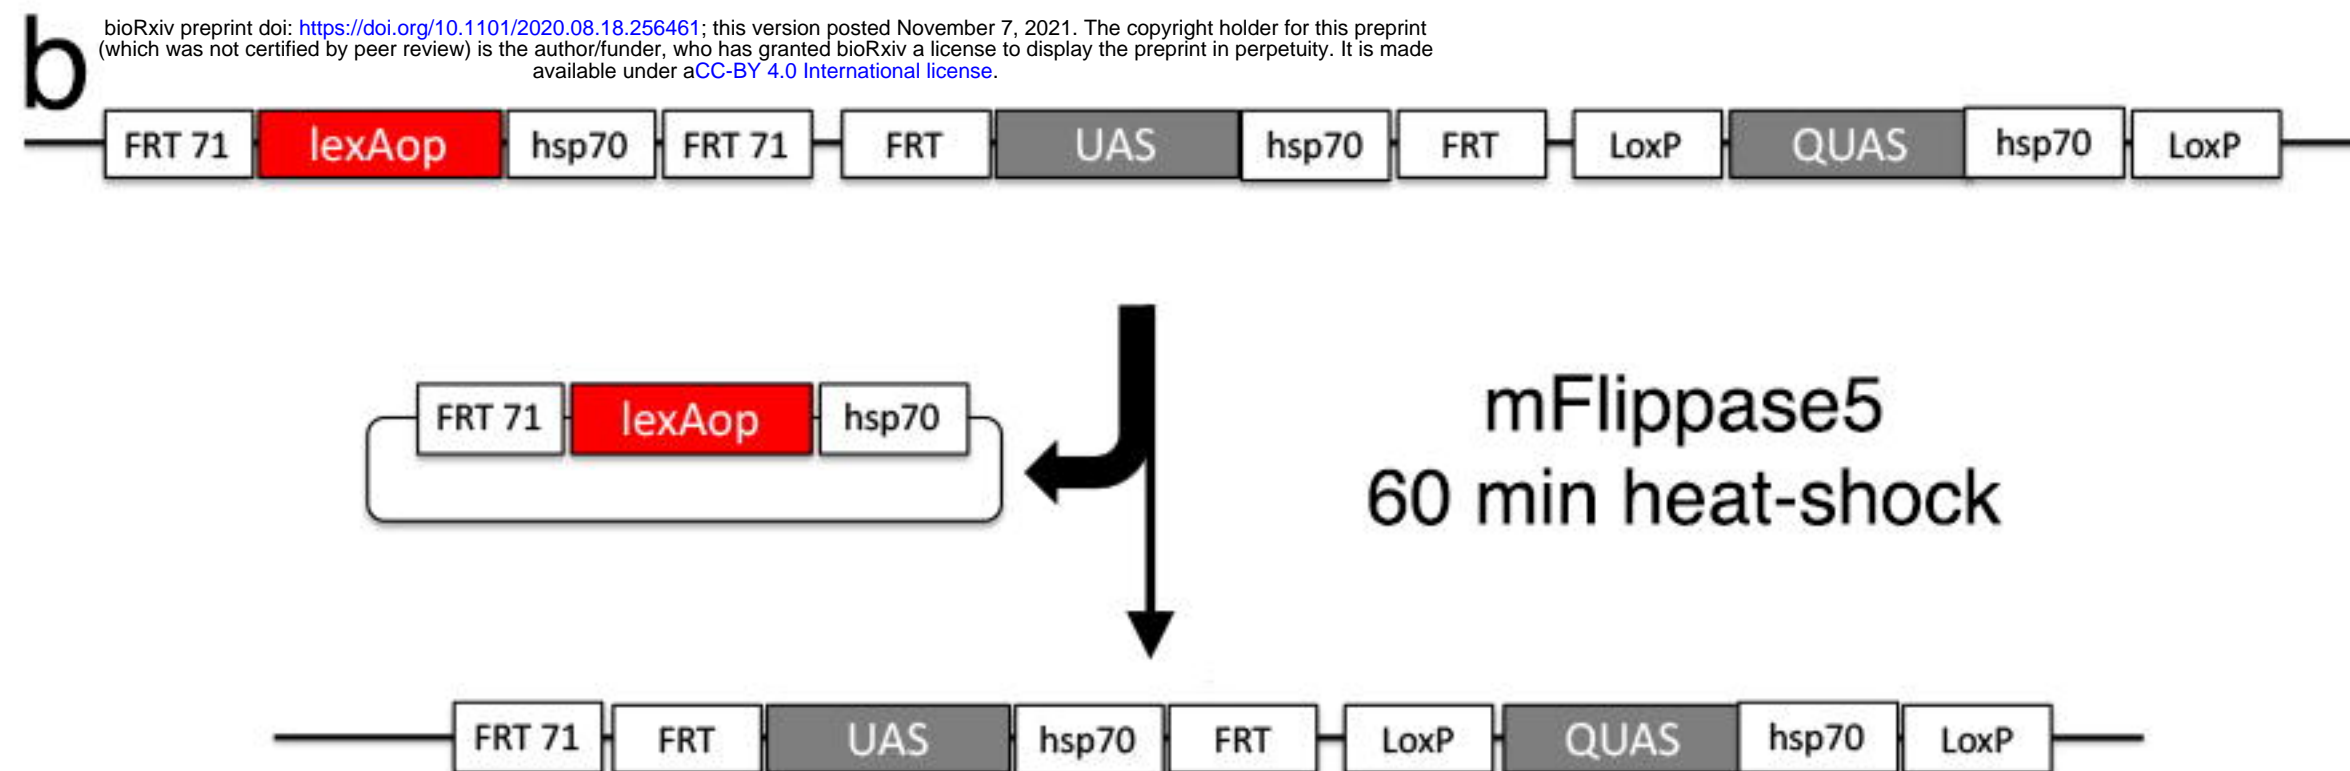 b
bioRxiv preprint doi: https://doi.org/10.1101/2020.08.18.256461; this version posted November 7, 2021. The copyright holder for this preprint
(which was not certified by peer review) is the author/funder, who has granted bioRxiv a license to display the preprint in perpetuity. It is made
available under aCC-BY 4.0 International license.
FRT 71 lexAop hsp70 FRT 71 FRT UAS hsp70 FRT LoxP QUAS hsp70 LoxP
FRT 71 lexAop hsp70
mFlippase5
60 min heat-shock
FRT 71 FRT UAS hsp70 FRT LoxP QUAS hsp70 LoxP